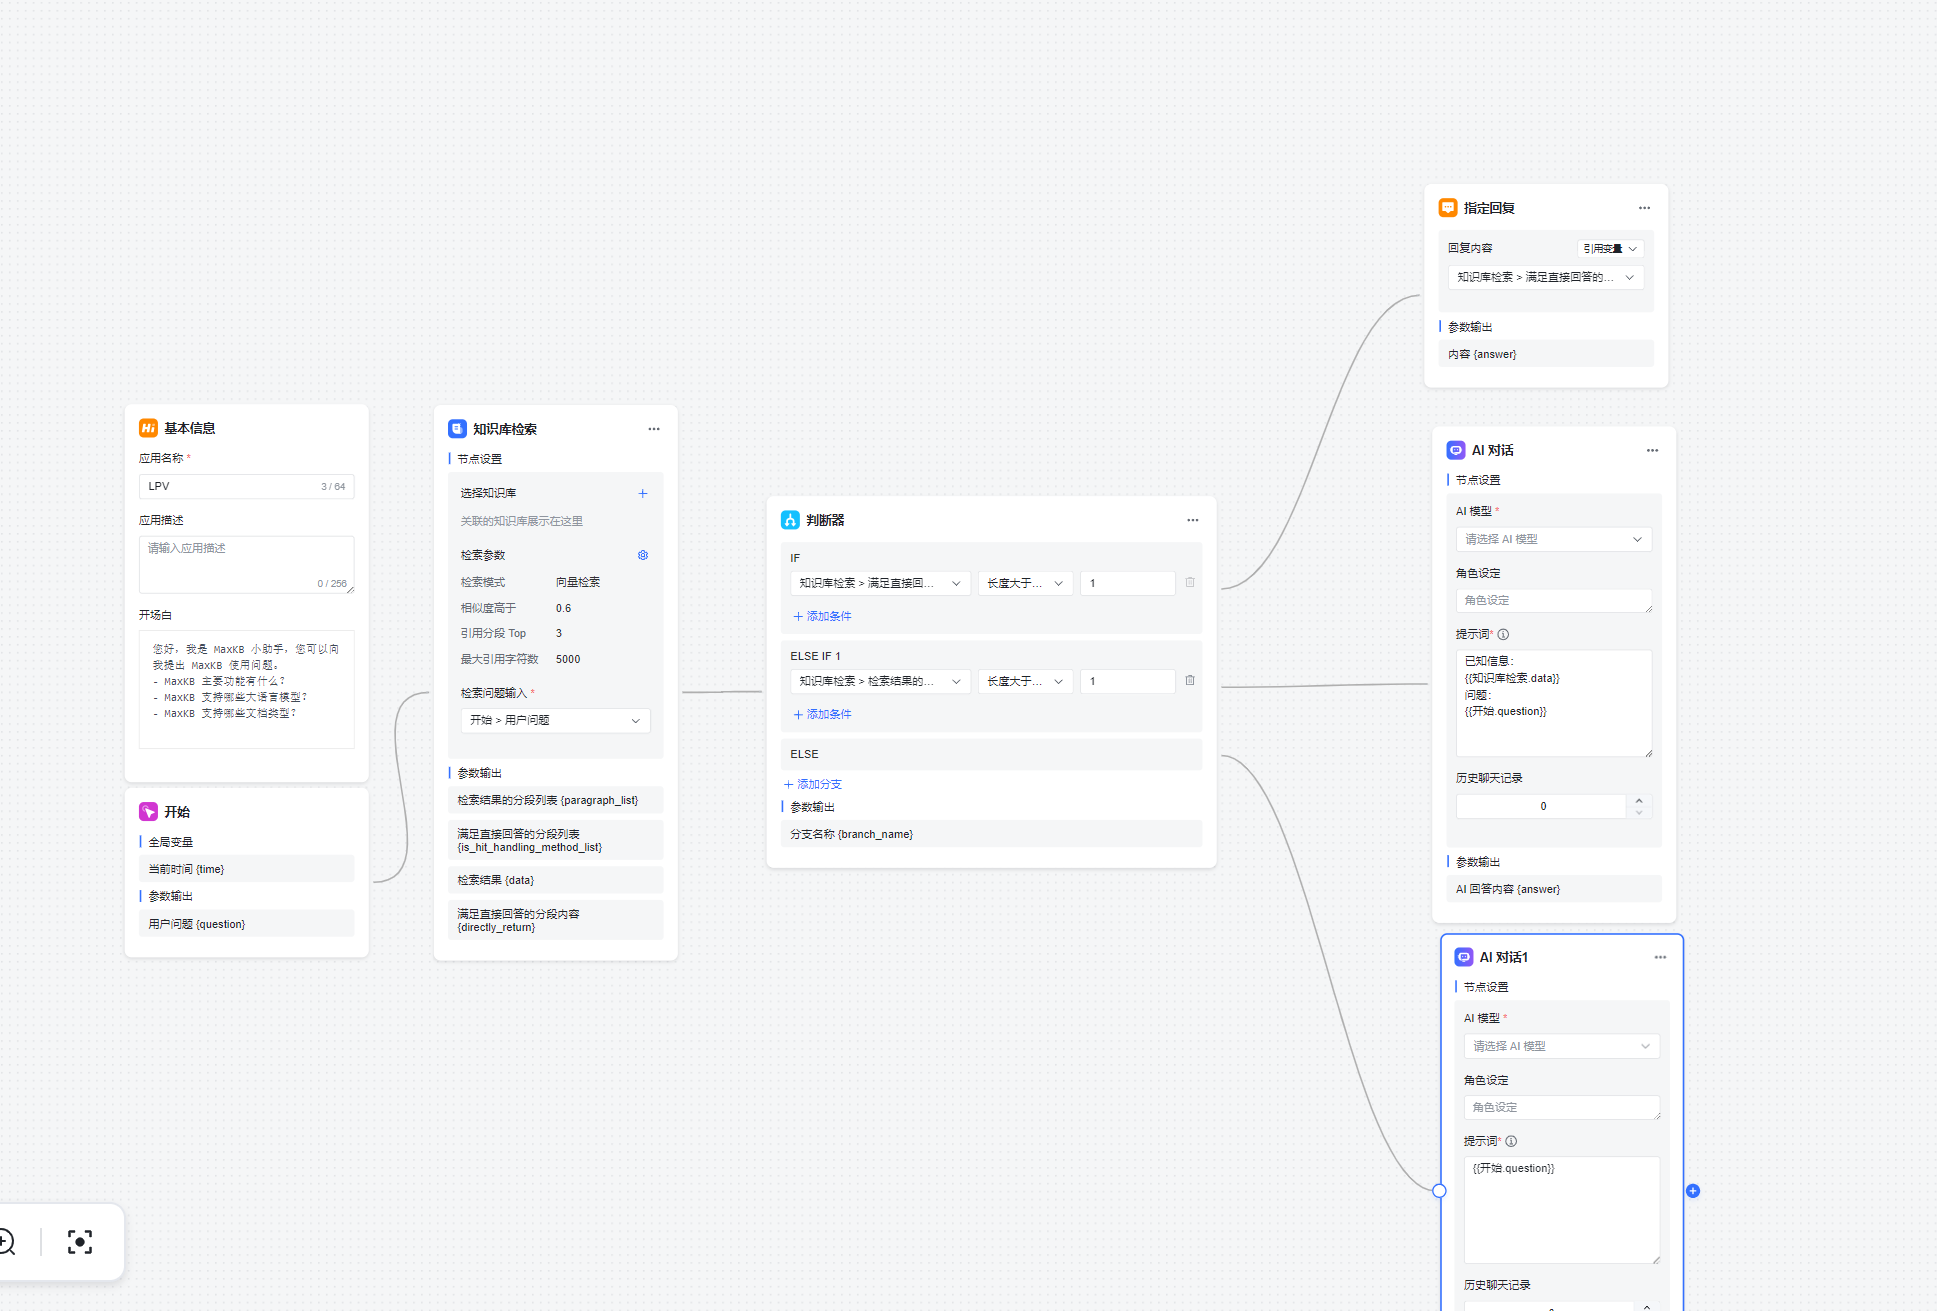 基本信息
应用名称 *
LPV
3 / 64
应用描述
请输入应用描述
0 / 256
开场白
您好，我是 MaxKB 小助手，您可以向
我提出 MaxKB 使用问题。
- MaxKB 主要功能有什么？
- MaxKB 支持哪些大语言模型？
- MaxKB 支持哪些文档类型？
开始
全局变量
当前时间 {time}
参数输出
用户问题 {question}
知识库检索
节点设置
选择知识库
关联的知识库展示在这里
检索参数
检索模式 向量检索
相似度高于 0.6
引用分段 Top 3
最大引用字符数 5000
检索问题输入 *
开始 > 用户问题
参数输出
检索结果的分段列表 {paragraph_list}
满足直接回答的分段列表
{is_hit_handling_method_list}
检索结果 {data}
满足直接回答的分段内容
{directly_return}
判断器
IF
知识库检索 > 满足直接回... 长度大于... 1
+ 添加条件
ELSE IF 1
知识库检索 > 检索结果的... 长度大于... 1
+ 添加条件
ELSE
+ 添加分支
参数输出
分支名称 {branch_name}
指定回复
回复内容 引用变量
知识库检索 > 满足直接回答的...
参数输出
内容 {answer}
AI 对话
节点设置
AI 模型 *
请选择 AI 模型
角色设定
角色设定
提示词*
已知信息：
{{知识库检索.data}}
问题：
{{开始.question}}
历史聊天记录
0
参数输出
AI 回答内容 {answer}
AI 对话1
节点设置
AI 模型 *
请选择 AI 模型
角色设定
角色设定
提示词*
{{开始.question}}
历史聊天记录